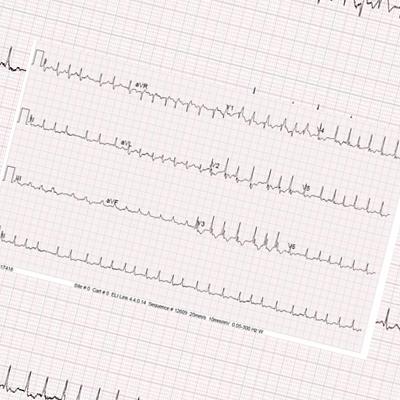 I aVR V1 V4
II aVL V2 V5
III aVF V3 V6
II
17416 Site # 0 Cart # 0 ELI Link 4.4.0.14 Sequence # 12609 25mm/s 10mm/mV 0.05-300 Hz W